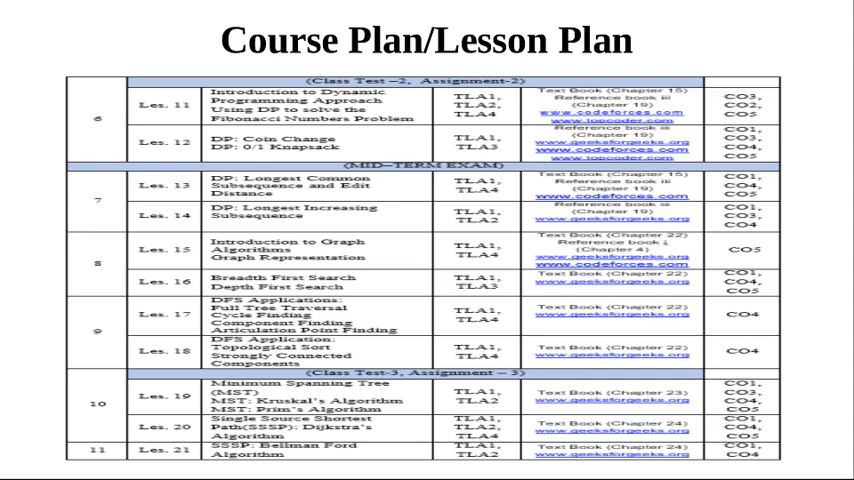 Course Plan/Lesson Plan
(Class Test –2, Assignment-2)
6
Les. 11
Introduction to Dynamic
Programming Approach
Using DP to solve the
Fibonacci Numbers Problem
TLA1,
TLA2,
TLA4
Text Book (Chapter 15)
Reference book iii
(Chapter 19)
www.codeforces.com
www.topcoder.com
CO3,
CO2,
CO5
Les. 12
DP: Coin Change
DP: 0/1 Knapsack
TLA1,
TLA3
Reference book iii
(Chapter 19)
www.geeksforgeeks.org
www.codeforces.com
www.topcoder.com
CO1,
CO3,
CO4,
CO5
(MID–TERM EXAM)
7
Les. 13
DP: Longest Common
Subsequence and Edit
Distance
TLA1,
TLA4
Text Book (Chapter 15)
Reference book iii
(Chapter 19)
www.codeforces.com
CO1,
CO4,
CO5
Les. 14
DP: Longest Increasing
Subsequence
TLA1,
TLA2
Reference book iii
(Chapter 19)
www.geeksforgeeks.org
CO1,
CO3,
CO4
8
Les. 15
Introduction to Graph
Algorithms
Graph Representation
TLA1,
TLA4
Text Book (Chapter 22)
Reference book i
(Chapter 4)
www.geeksforgeeks.org
www.codeforces.com
CO5
Les. 16
Breadth First Search
Depth First Search
TLA1,
TLA3
Text Book (Chapter 22)
www.geeksforgeeks.org
CO1,
CO4,
CO5
9
Les. 17
DFS Applications:
Full Tree Traversal
Cycle Finding
Component Finding
Articulation Point Finding
TLA1,
TLA4
Text Book (Chapter 22)
www.geeksforgeeks.org
CO4
Les. 18
DFS Application:
Topological Sort
Strongly Connected
Components
TLA1,
TLA4
Text Book (Chapter 22)
www.geeksforgeeks.org
CO4
(Class Test-3, Assignment – 3)
10
Les. 19
Minimum Spanning Tree
(MST)
MST: Kruskal's Algorithm
MST: Prim's Algorithm
TLA1,
TLA2
Text Book (Chapter 23)
www.geeksforgeeks.org
CO1,
CO3,
CO4,
CO5
Les. 20
Single Source Shortest
Path(SSSP): Dijkstra's
Algorithm
TLA1,
TLA2,
TLA4
Text Book (Chapter 24)
www.geeksforgeeks.org
CO1,
CO4,
CO5
11
Les. 21
SSSP: Bellman Ford
Algorithm
TLA1,
TLA2
Text Book (Chapter 24)
www.geeksforgeeks.org
CO1,
CO4